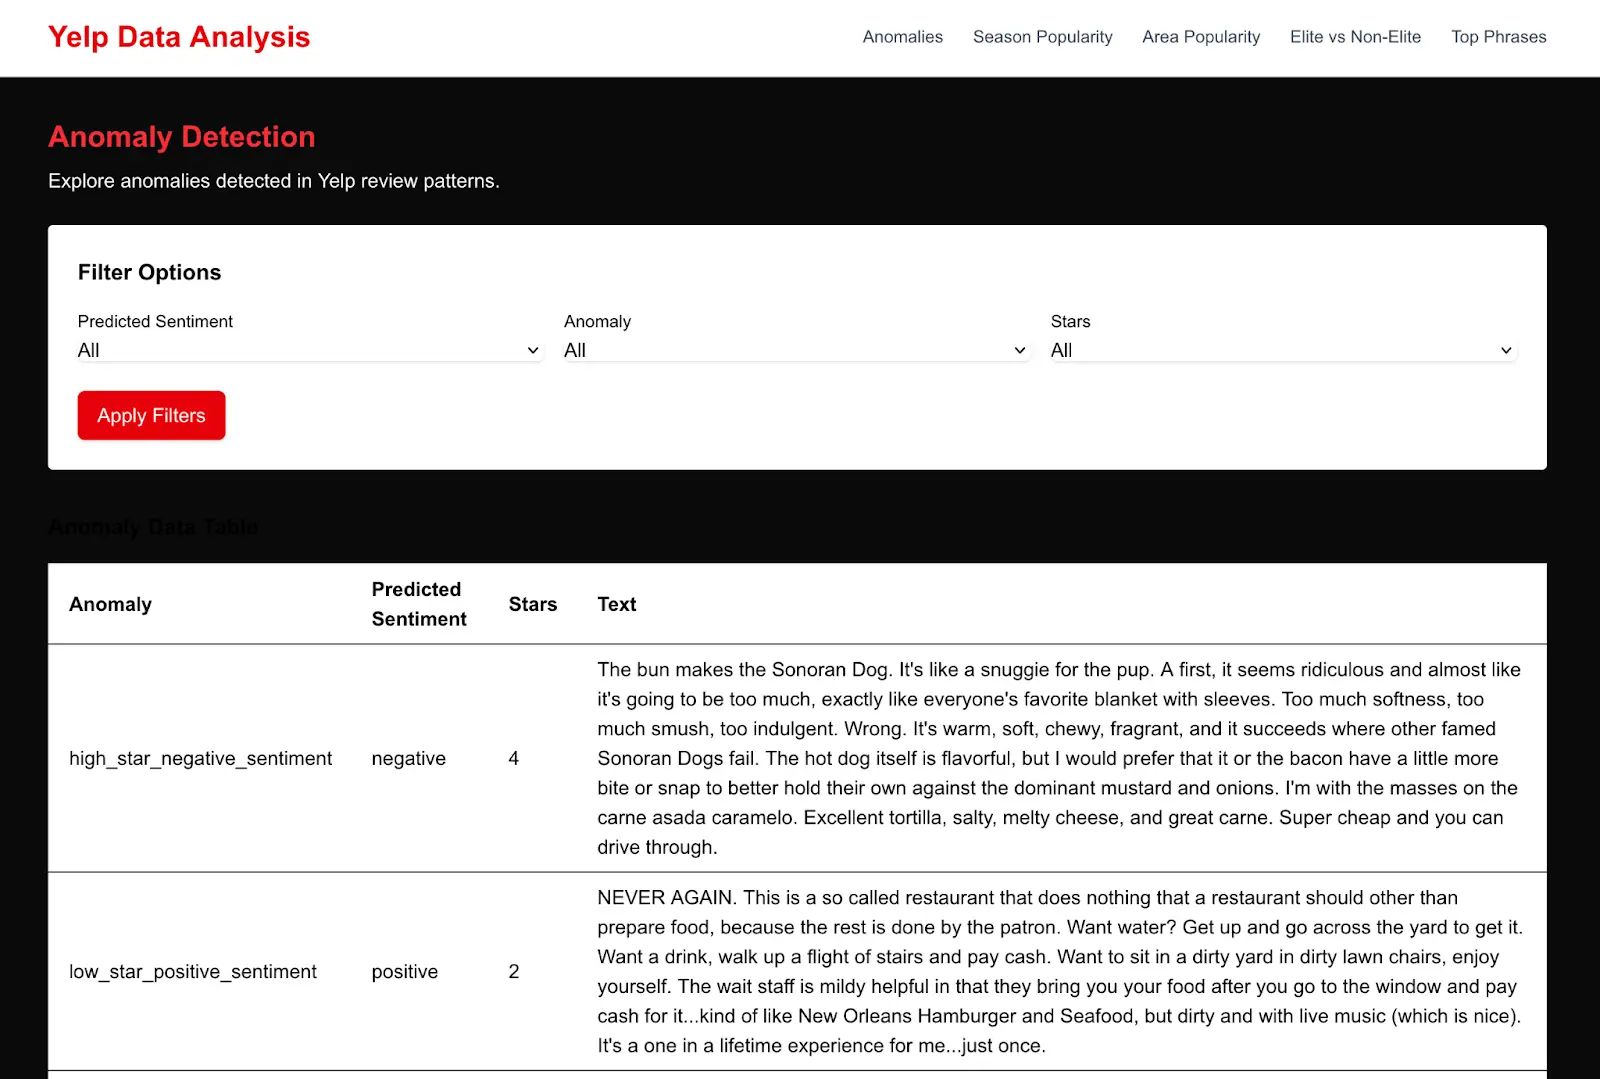 Yelp Data Analysis
Anomalies Season Popularity Area Popularity Elite vs Non-Elite Top Phrases
Anomaly Detection
Explore anomalies detected in Yelp review patterns.
Filter Options
Predicted Sentiment Anomaly Stars
All All All
Apply Filters
Anomaly Data Table
Anomaly Predicted Sentiment Stars Text
The bun makes the Sonoran Dog. It's like a snuggie for the pup. A first, it seems ridiculous and almost like
it's going to be too much, exactly like everyone's favorite blanket with sleeves. Too much softness, too
much smush, too indulgent. Wrong. It's warm, soft, chewy, fragrant, and it succeeds where other famed
high_star_negative_sentiment negative 4 Sonoran Dogs fail. The hot dog itself is flavorful, but I would prefer that it or the bacon have a little more
bite or snap to better hold their own against the dominant mustard and onions. I'm with the masses on the
carne asada caramelo. Excellent tortilla, salty, melty cheese, and great carne. Super cheap and you can
drive through.
NEVER AGAIN. This is a so called restaurant that does nothing that a restaurant should other than
prepare food, because the rest is done by the patron. Want water? Get up and go across the yard to get it.
Want a drink, walk up a flight of stairs and pay cash. Want to sit in a dirty yard in dirty lawn chairs, enjoy
low_star_positive_sentiment positive 2 yourself. The wait staff is mildy helpful in that they bring you your food after you go to the window and pay
cash for it...kind of like New Orleans Hamburger and Seafood, but dirty and with live music (which is nice).
It's a one in a lifetime experience for me...just once.